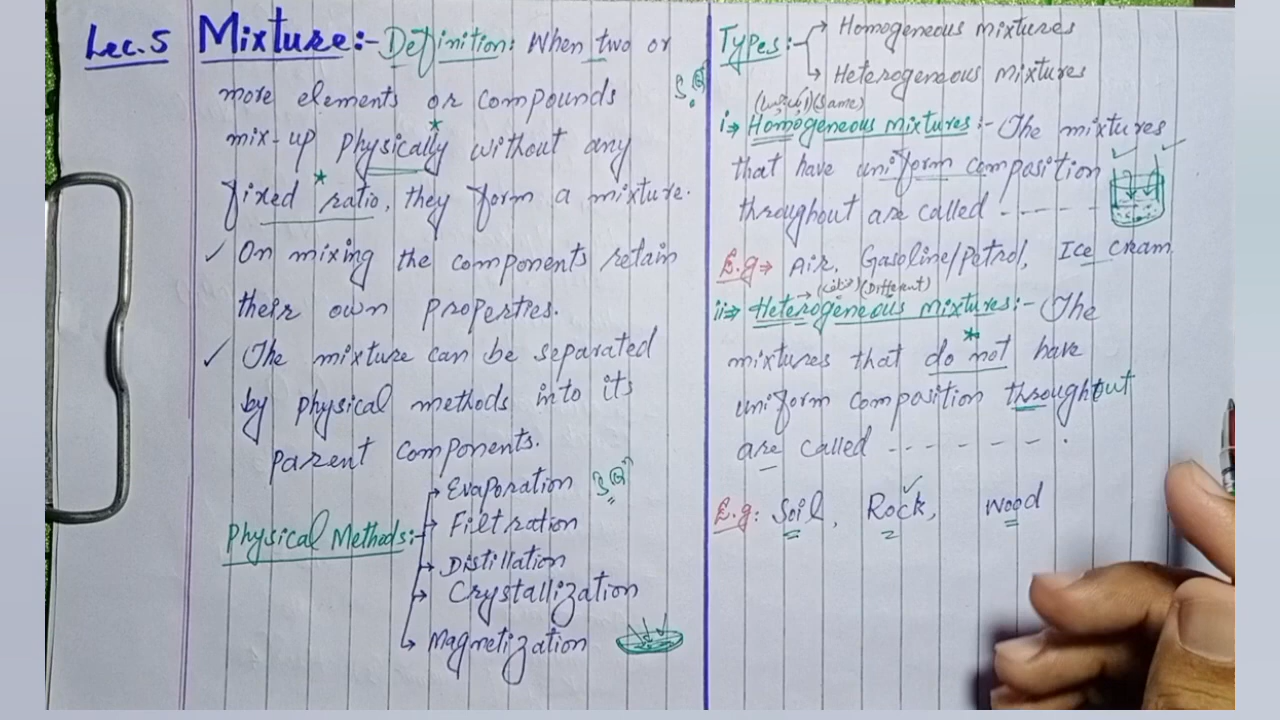 Lec.5 Mixture:- Definition: When two or
more elements or compounds
mix-up physically without any
fixed ratio, they form a mixture.
✓ On mixing the components retain
their own properties.
✓ The mixture can be separated
by physical methods into its
parent components.
Physical Methods:-
Evaporation
Filtration
Distillation
Crystallization
Magnetization
Types:-
Homogeneous mixtures
Heterogeneous mixtures
(Same)
i⇒ Homogeneous mixtures:- The mixtures
that have uniform composition
throughout are called - - - - -
E.g⇒ Air, Gasoline/Petrol, Ice cream
(Different)
ii⇒ Heterogeneous mixtures:- The
mixtures that do not have
uniform composition throughout
are called - - - - - - - .
E.g: Soil, Rock, wood